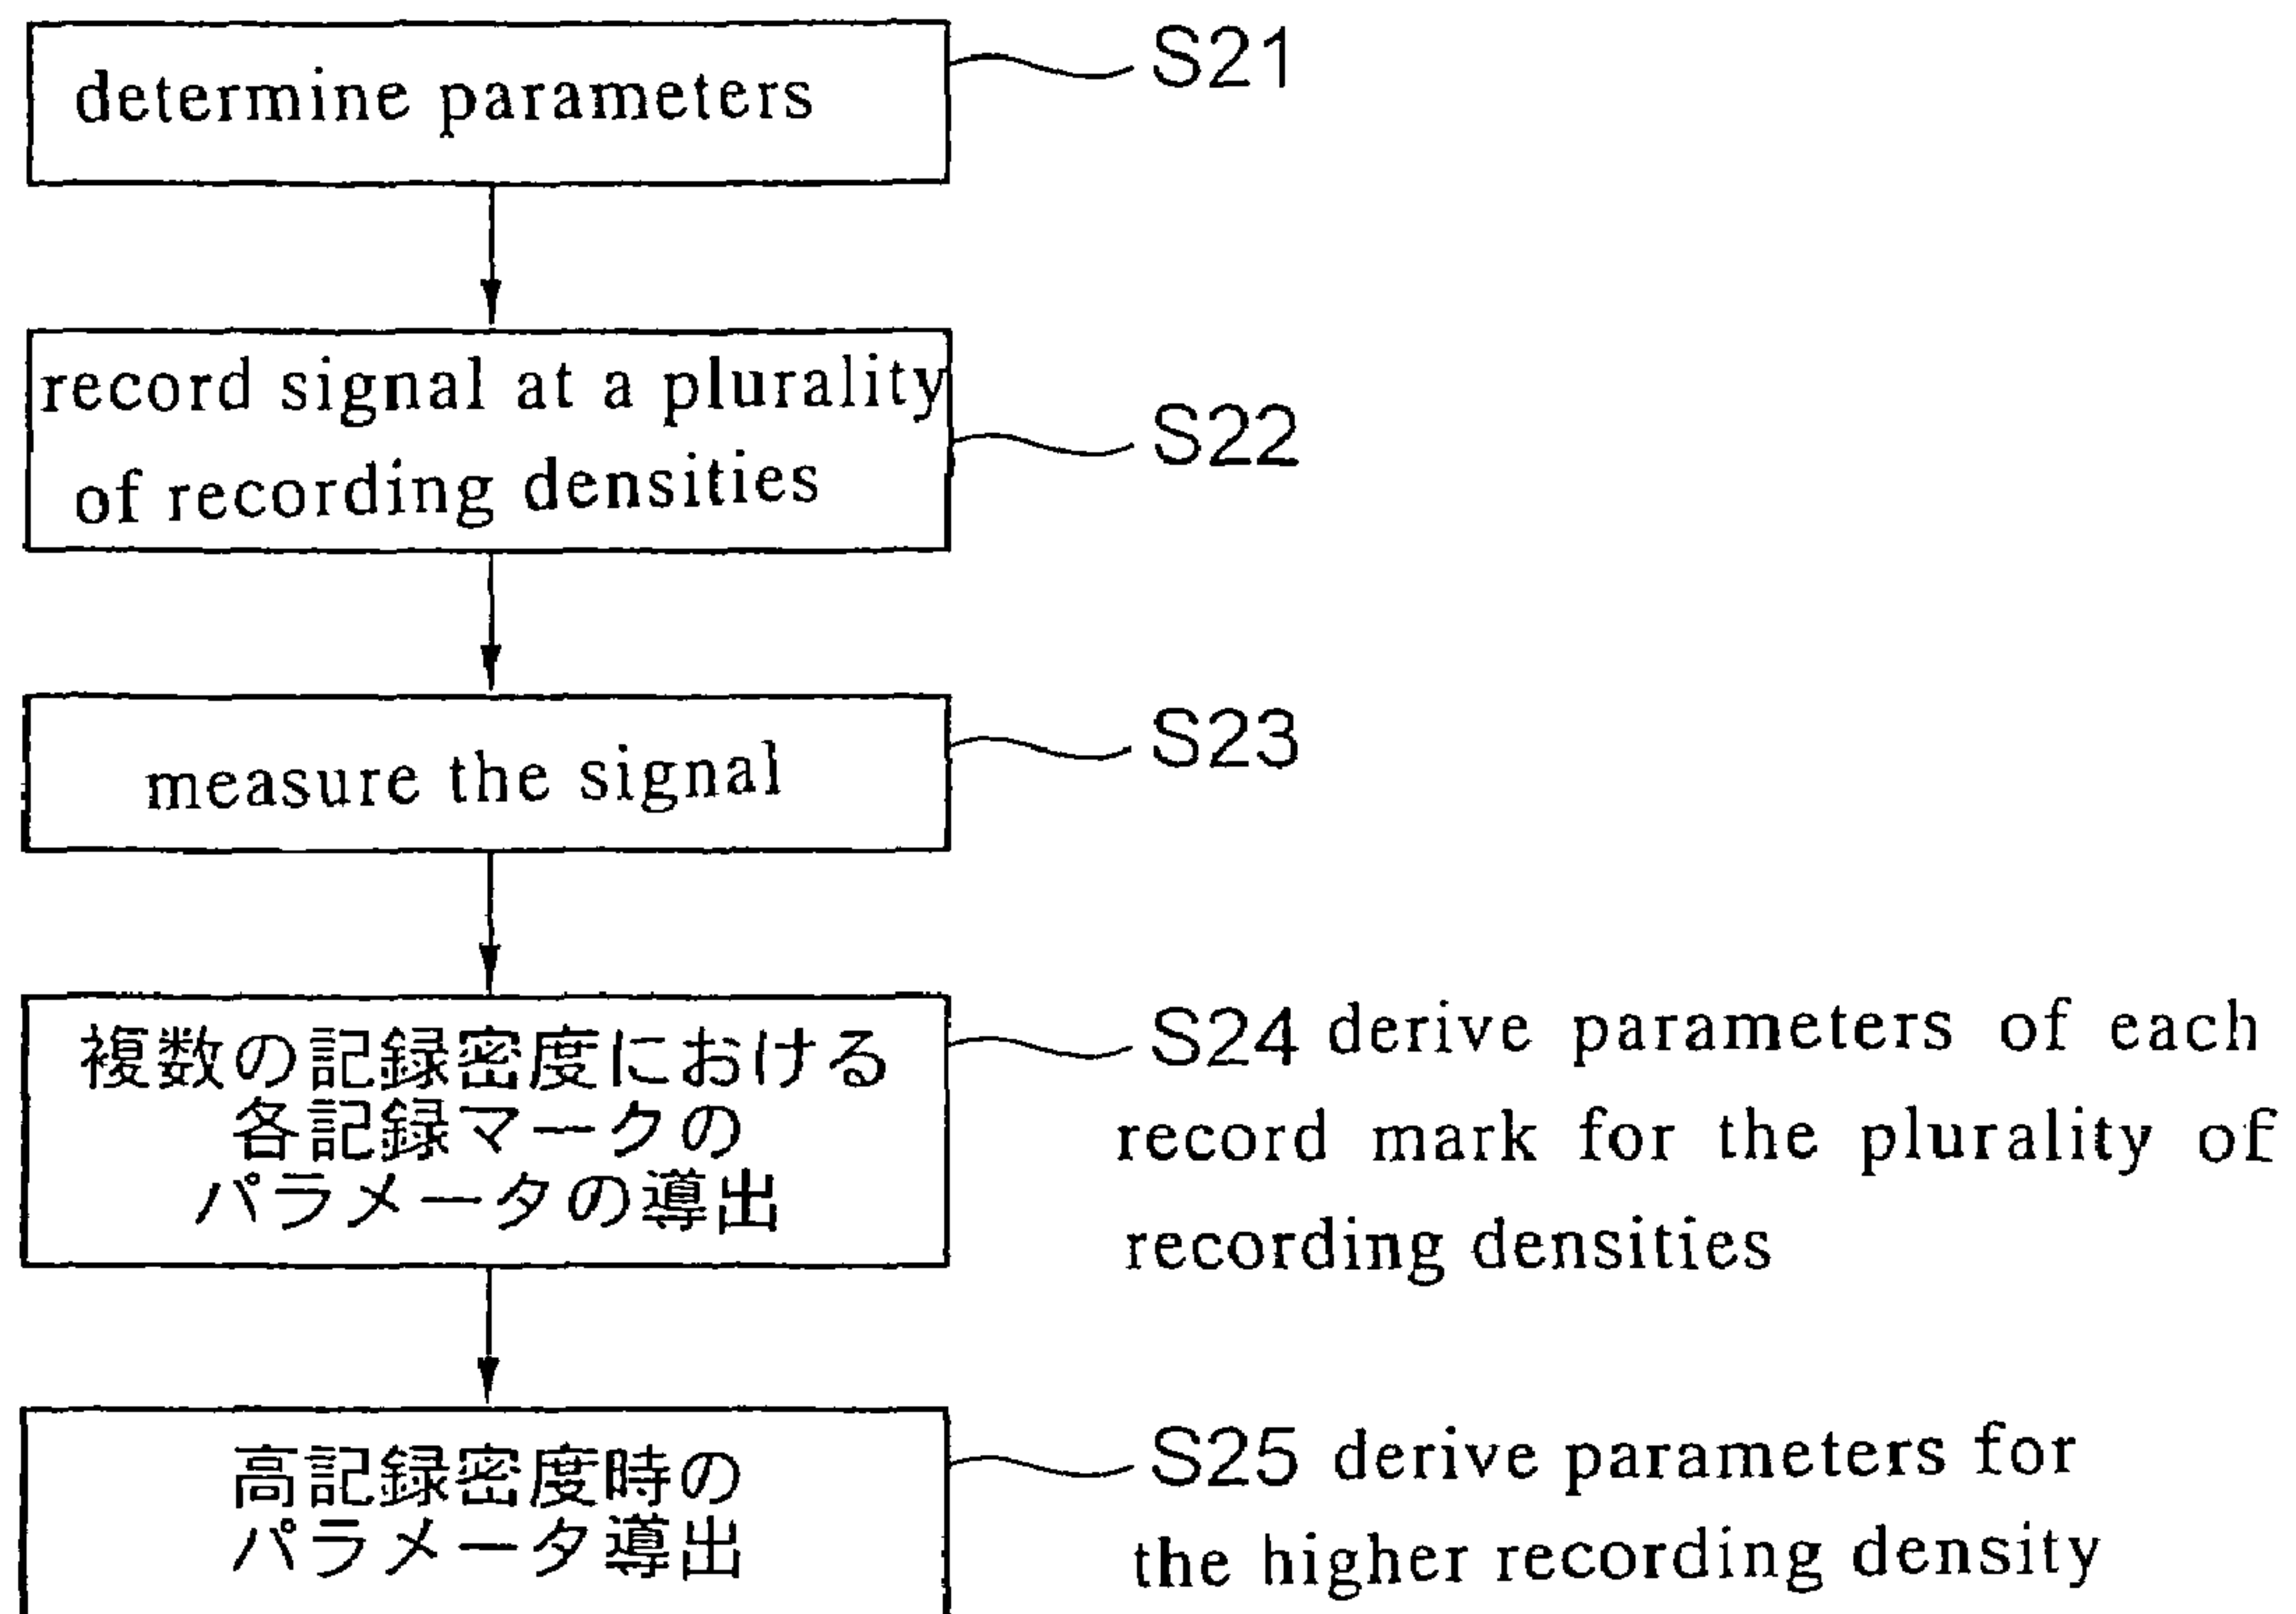 determine parameters
S21
record signal at a plurality
of recording densities
S22
measure the signal
S23
複数の記録密度における
各記録マークの
パラメータの導出
S24 derive parameters of each
record mark for the plurality of
recording densities
高記録密度時の
パラメータ導出
S25 derive parameters for
the higher recording density